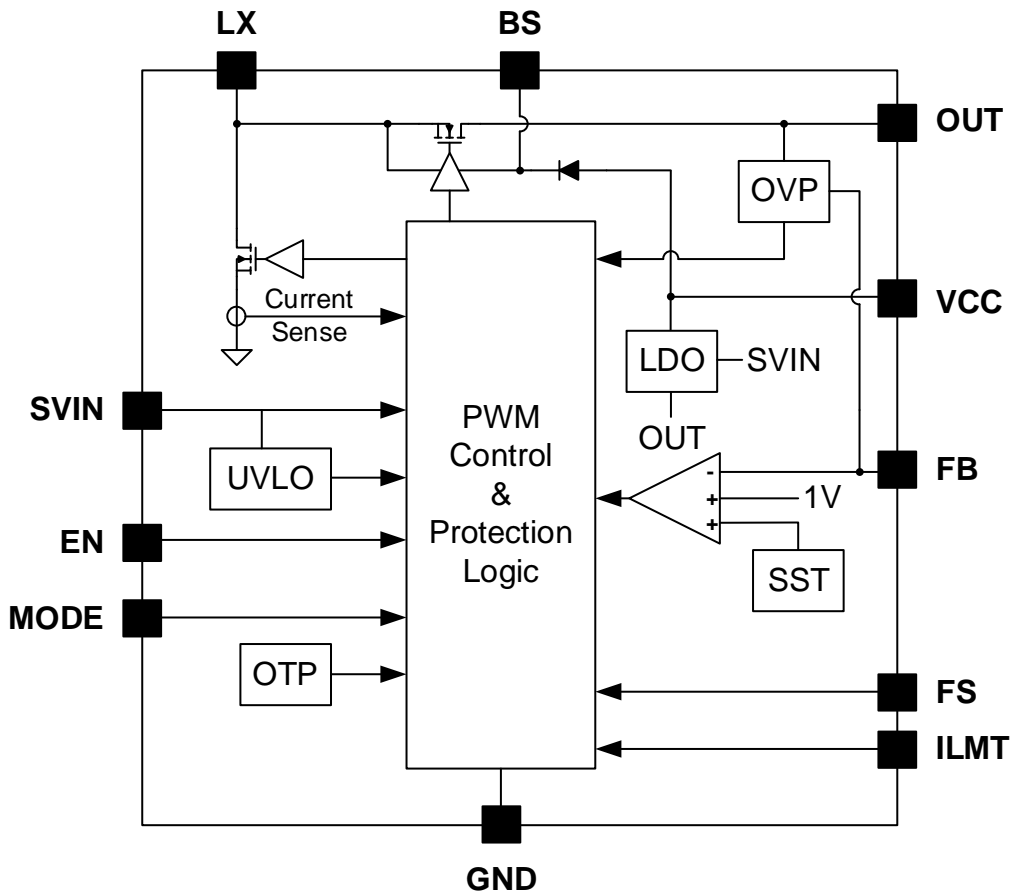 LX
BS
OUT
OVP
VCC
Current
Sense
LDO
SVIN
OUT
SVIN
UVLO
PWM
Control
&
Protection
Logic
-
+
+
1V
FB
EN
SST
MODE
OTP
FS
ILMT
GND